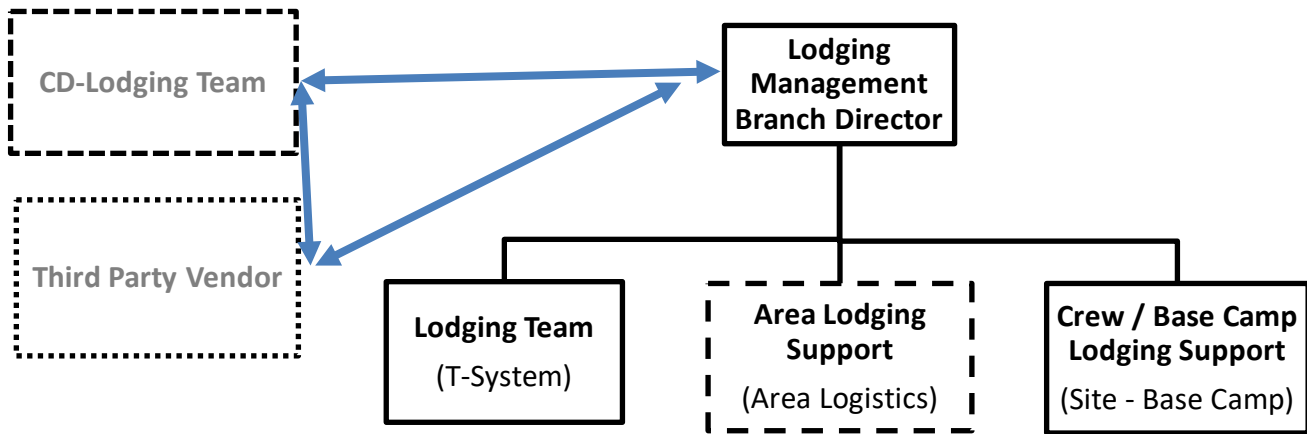 CD-Lodging Team
Lodging
Management
Branch Director
Third Party Vendor
Lodging Team
(T-System)
Area Lodging
Support
(Area Logistics)
Crew / Base Camp
Lodging Support
(Site - Base Camp)